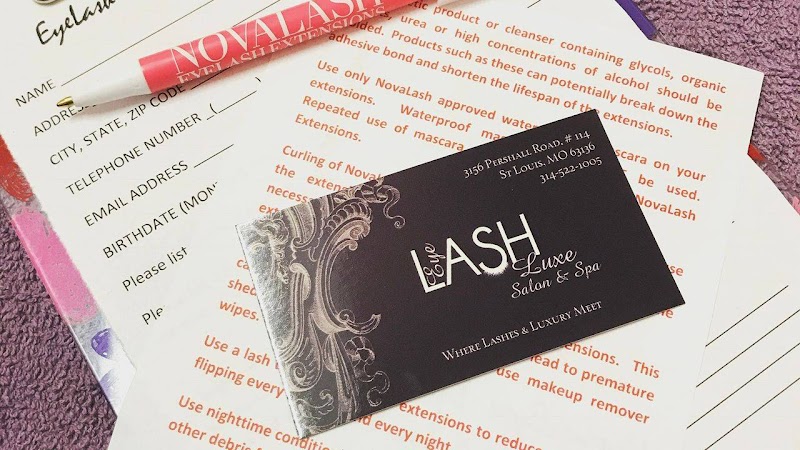 EyeLash
NOVALASH
EYELASH EXTENSIONS
NAME
ADDRESS
CITY, STATE, ZIP CODE
TELEPHONE NUMBER (
EMAIL ADDRESS
BIRTHDATE (MON
Please list
Ple
product or cleanser containing glycols, organic
urea or high concentrations of alcohol should be
Products such as these can potentially break down the
adhesive bond and shorten the lifespan of the extensions.
Use only NovaLash approved
on your
extensions. Waterproof
be used.
Repeated use of mascara
NovaLash
Extensions.
Curling of
the
3156 Pershall Road, # 114
St Louis, MO 63136
314-522-1005
Eye LASH
Luxe
Salon & Spa
Where Lashes & Luxury Meet
wipes.
This
Use a lash
lead to premature
flipping every
use makeup remover
extensions to reduce
Use nighttime
every night
other debris